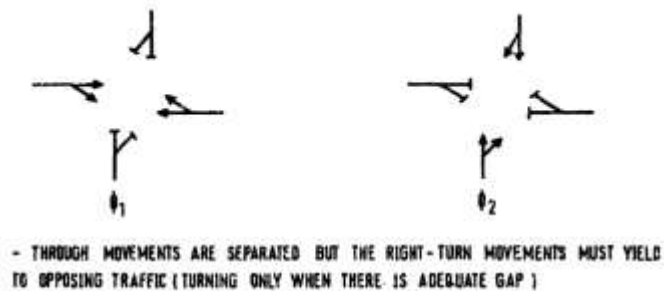 ϕ1 ϕ2
- THROUGH MOVEMENTS ARE SEPARATED BUT THE RIGHT-TURN MOVEMENTS MUST YIELD
TO OPPOSING TRAFFIC (TURNING ONLY WHEN THERE IS ADEQUATE GAP)